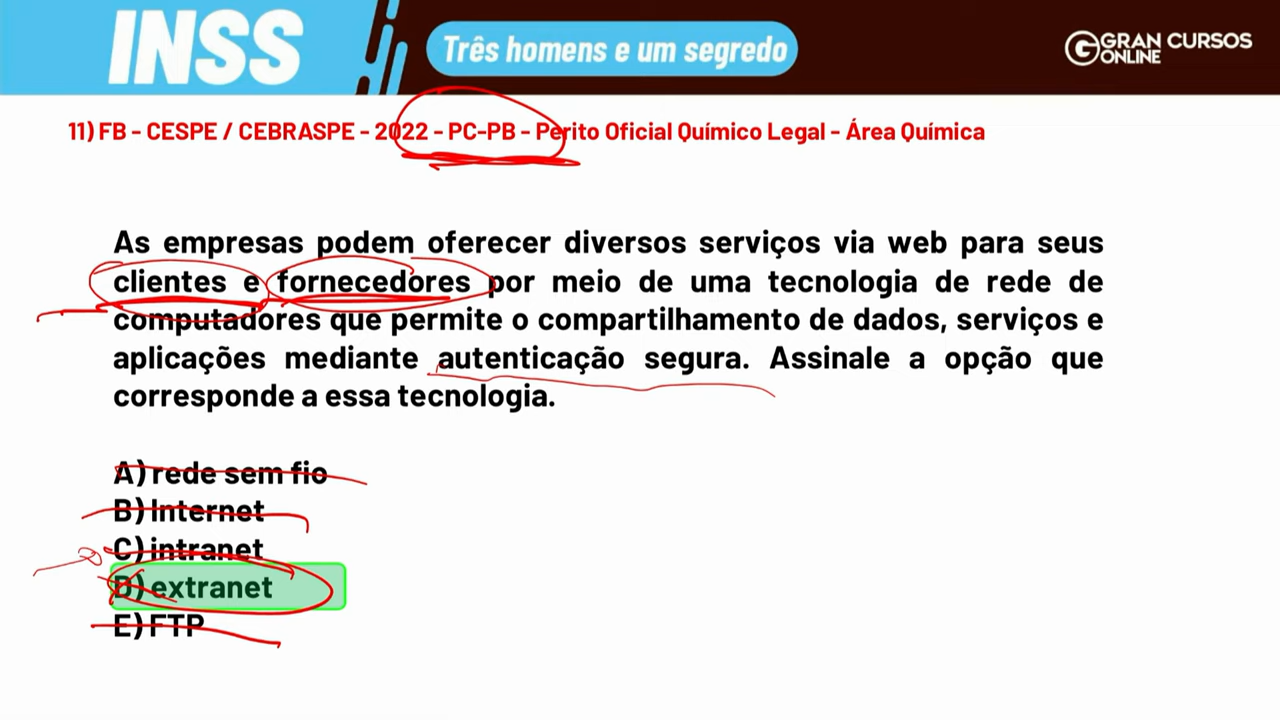 INSS
Três homens e um segredo
GRAN CURSOS
ONLINE
11) FB - CESPE / CEBRASPE - 2022 - PC-PB - Perito Oficial Químico Legal - Área Química
As empresas podem oferecer diversos serviços via web para seus
clientes e fornecedores por meio de uma tecnologia de rede de
computadores que permite o compartilhamento de dados, serviços e
aplicações mediante autenticação segura. Assinale a opção que
corresponde a essa tecnologia.
A) rede sem fio
B) Internet
C) intranet
D) extranet
E) FTP